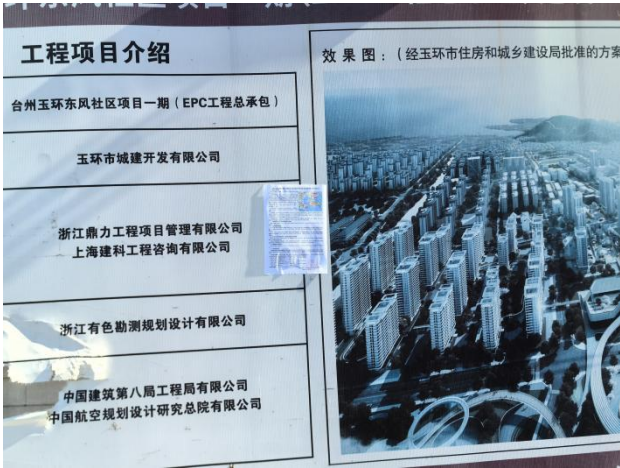 工程项目介绍
台州玉环东风社区项目一期（EPC工程总承包）
玉环市城建开发有限公司
浙江鼎力工程项目管理有限公司
上海建科工程咨询有限公司
浙江有色勘测规划设计有限公司
中国建筑第八局工程局有限公司
中国航空规划设计研究总院有限公司
效果图：（经玉环市住房和城乡建设局批准的方案